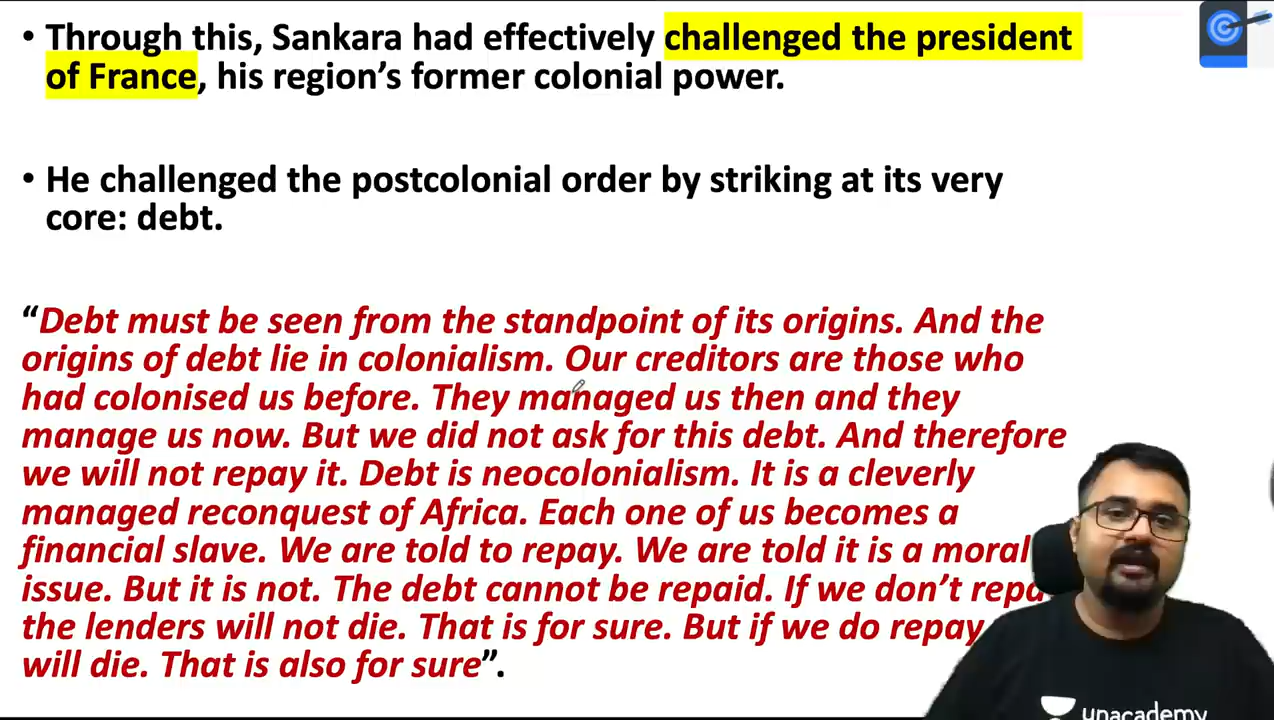 • Through this, Sankara had effectively challenged the president
of France, his region’s former colonial power.
• He challenged the postcolonial order by striking at its very
core: debt.
“Debt must be seen from the standpoint of its origins. And the
origins of debt lie in colonialism. Our creditors are those who
had colonised us before. They managed us then and they
manage us now. But we did not ask for this debt. And therefore
we will not repay it. Debt is neocolonialism. It is a cleverly
managed reconquest of Africa. Each one of us becomes a
financial slave. We are told to repay. We are told it is a moral
issue. But it is not. The debt cannot be repaid. If we don’t
the lenders will not die. That is for sure. But if we do repay
will die. That is also for sure”.
unacademy